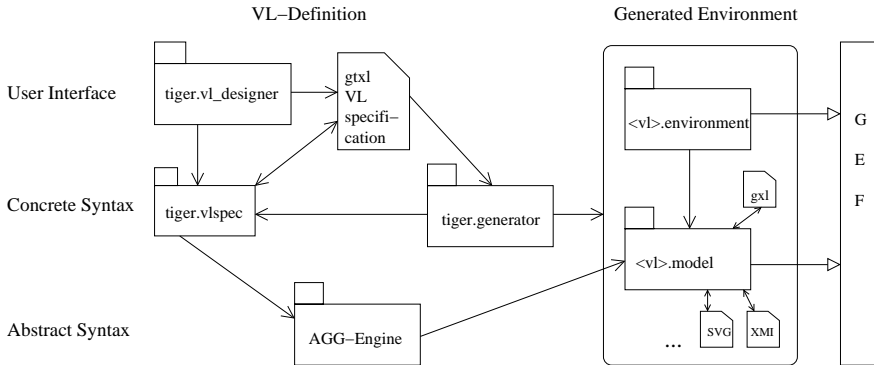 VL–Definition
Generated Environment
User Interface
tiger.vl_designer
gtxl
VL
specifi–
cation
<vl>.environment
G
E
F
Concrete Syntax
tiger.vlspec
tiger.generator
gxl
<vl>.model
Abstract Syntax
AGG–Engine
...
SVG
XMI